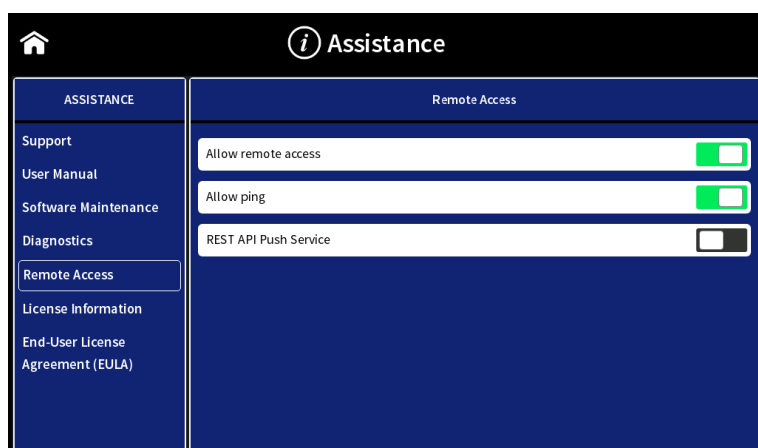 Assistance
ASSISTANCE
Support
User Manual
Software Maintenance
Diagnostics
Remote Access
License Information
End-User License
Agreement (EULA)
Remote Access
Allow remote access
Allow ping
REST API Push Service